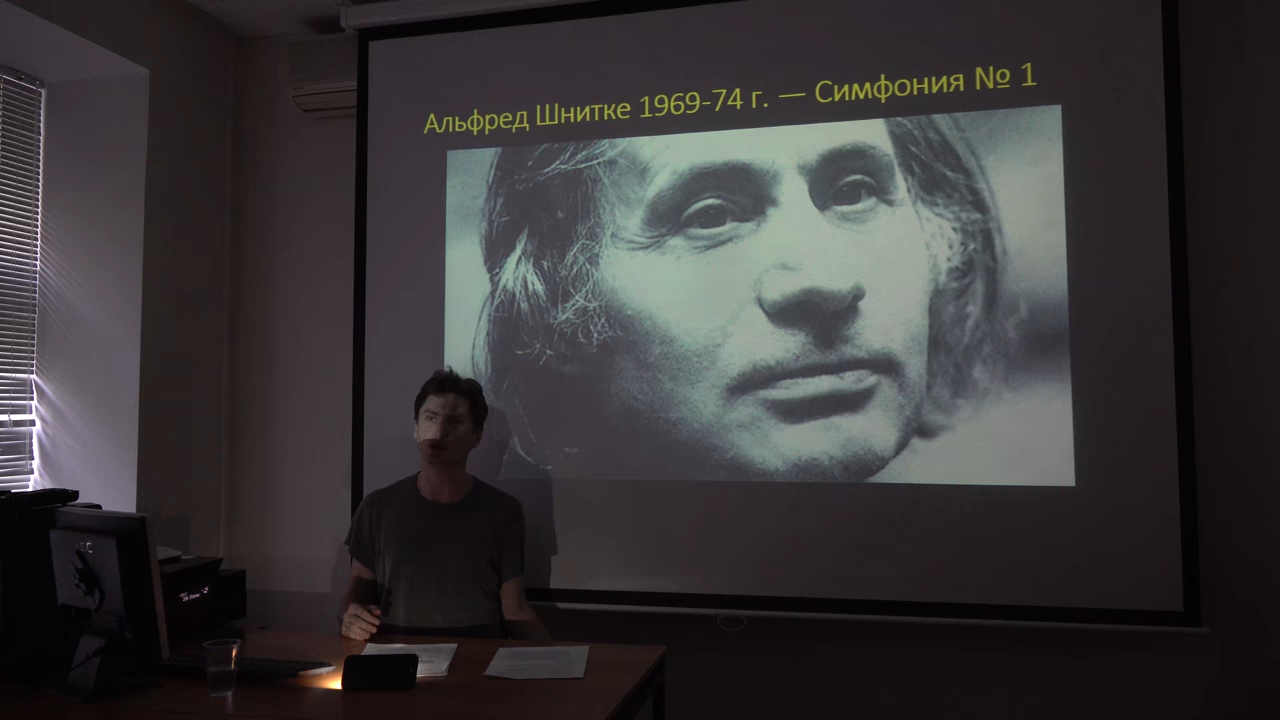 Альфред Шнитке 1969-74 г. — Симфония № 1